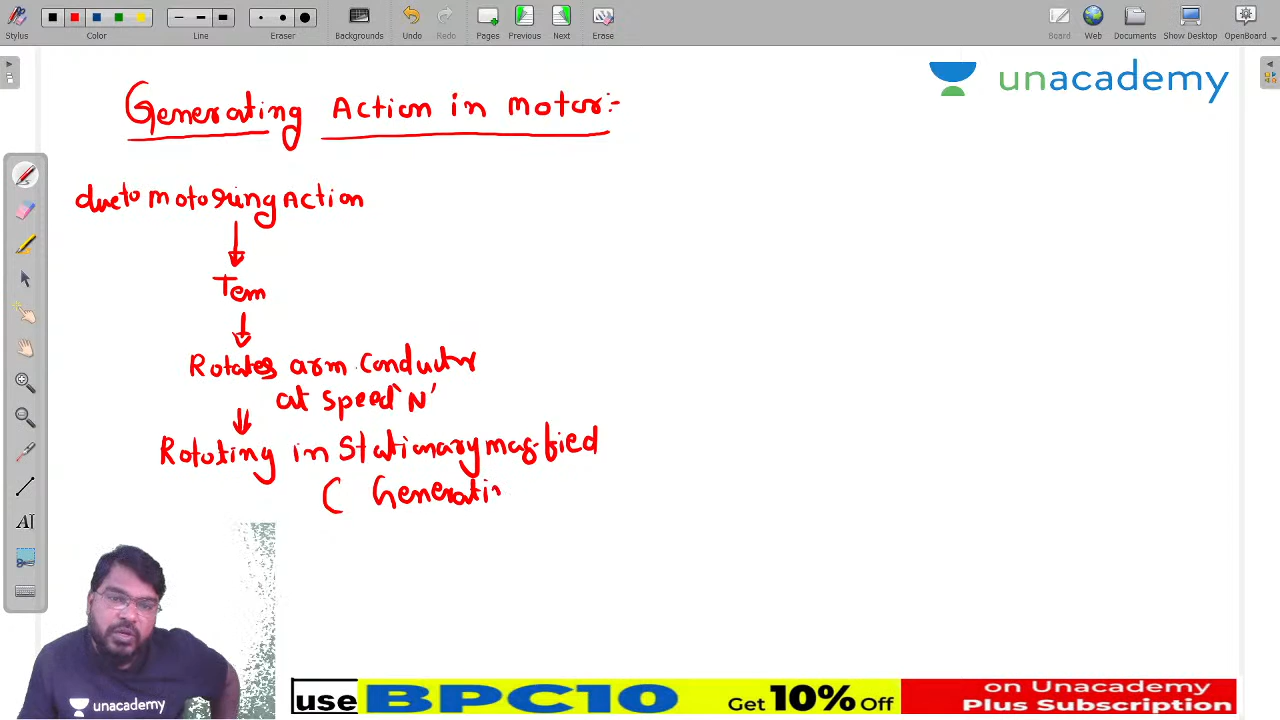 Stylus
Color
Line
Eraser
Backgrounds
Undo
Redo
Pages
Previous
Next
Erase
Board
Web
Documents
Show Desktop
OpenBoard
unacademy
Generating Action in motor:-
due to motoring Action
Tem
Rotates arm conductor
at speed 'N'
Rotating in Stationary mag. fied
( Generatin
AI
unacademy
use BPC10 Get 10% Off
on Unacademy
Plus Subscription